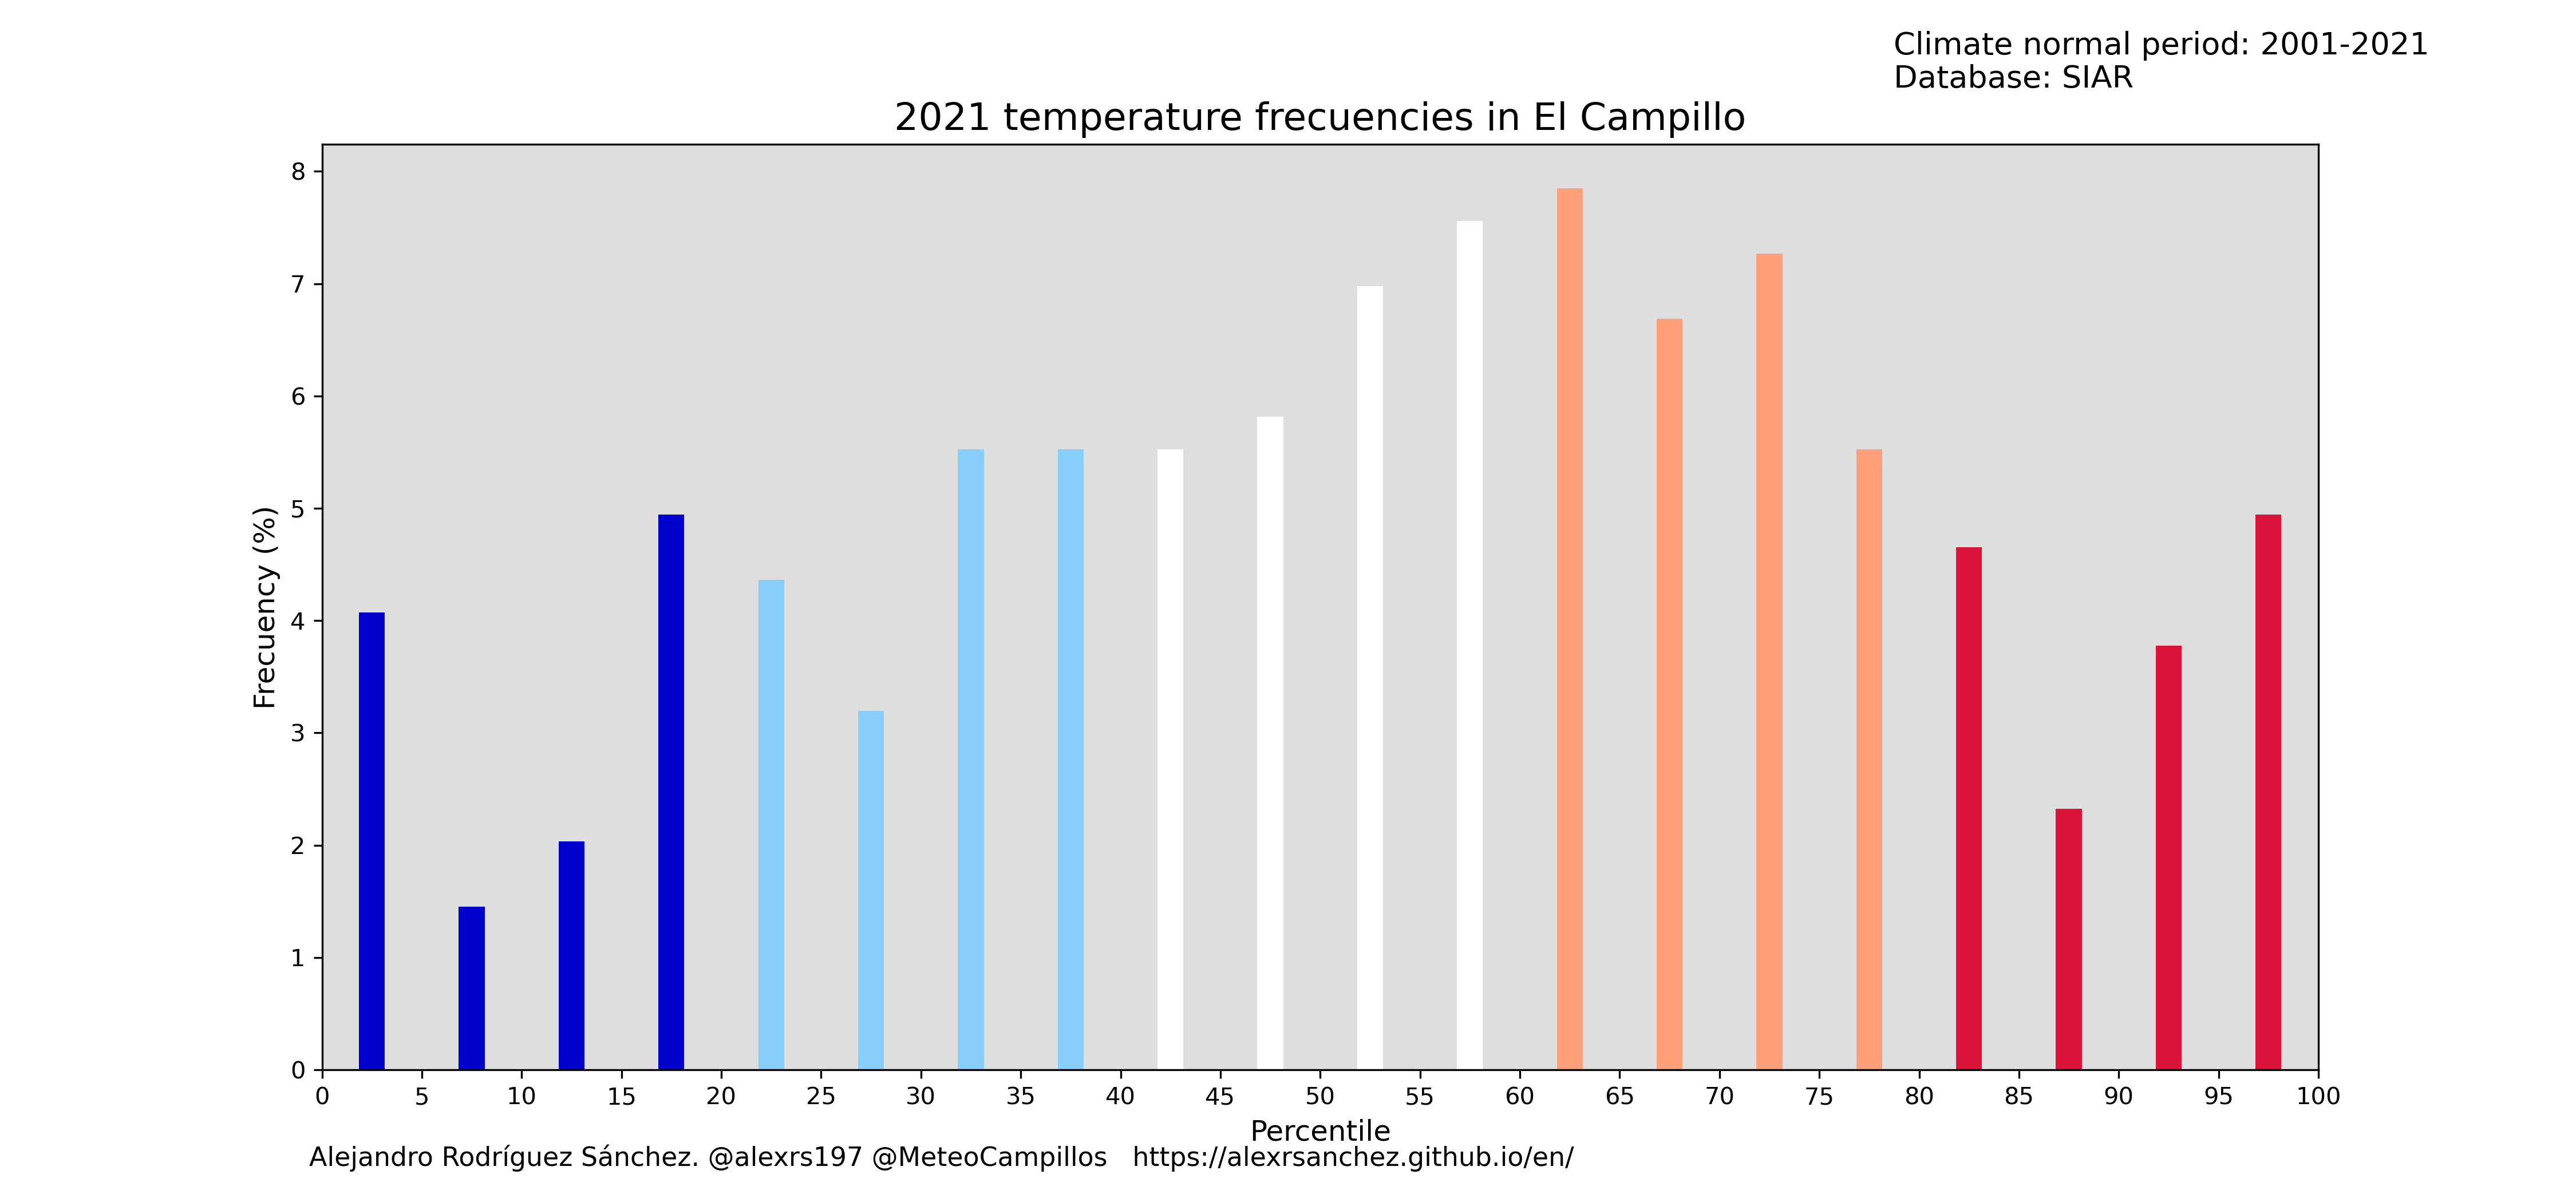 Climate normal period: 2001-2021
Database: SIAR
2021 temperature frecuencies in El Campillo
8
7
6
5
4
3
2
1
0
Frecuency (%)
0 5 10 15 20 25 30 35 40 45 50 55 60 65 70 75 80 85 90 95 100
Percentile
Alejandro Rodríguez Sánchez. @alexrs197 @MeteoCampillos https://alexrsanchez.github.io/en/